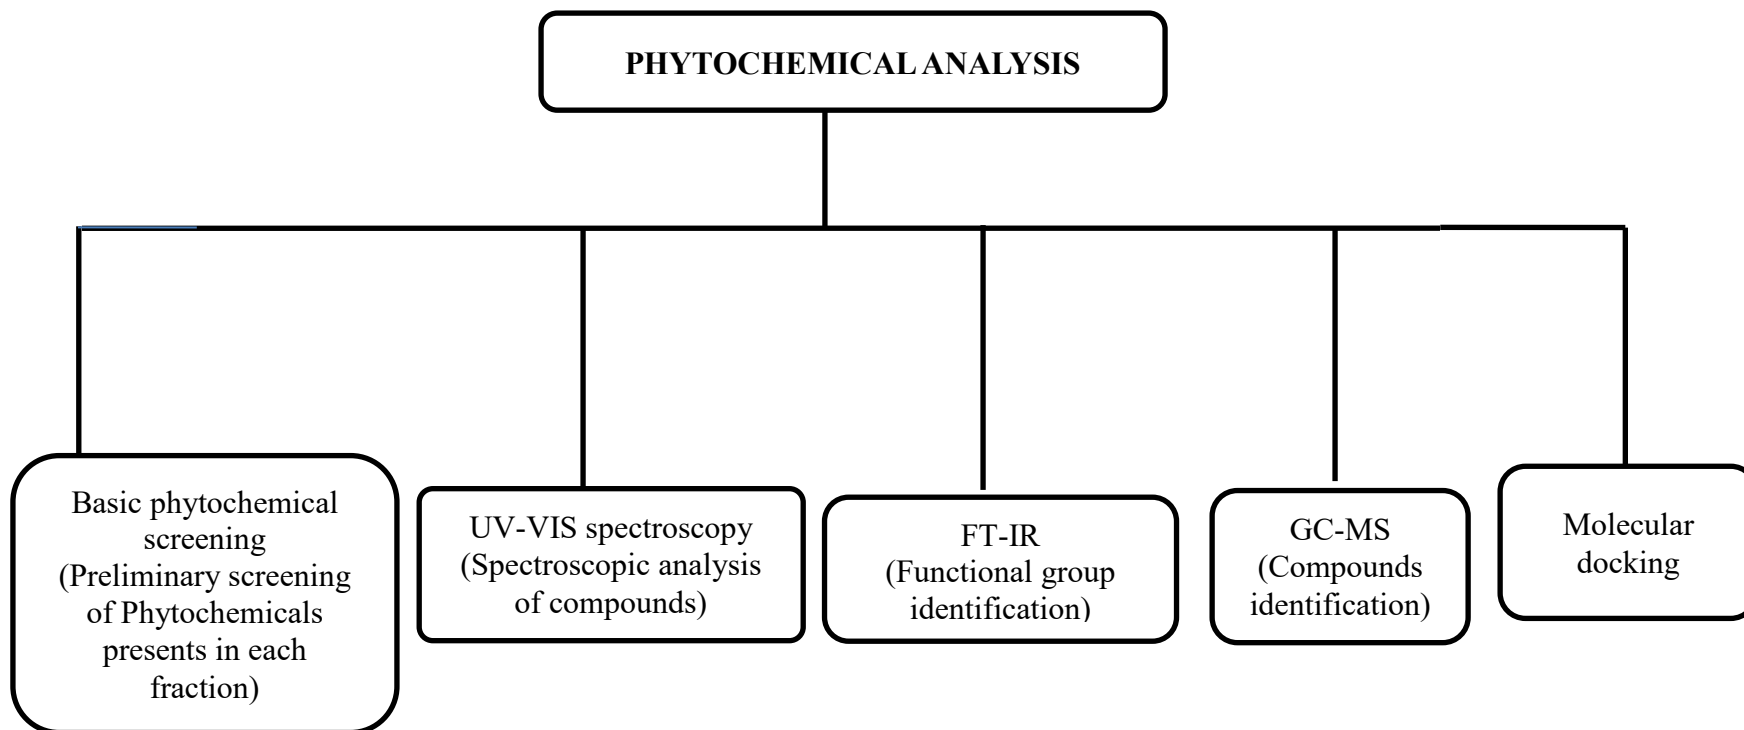 PHYTOCHEMICAL ANALYSIS
Basic phytochemical
screening
(Preliminary screening
of Phytochemicals
presents in each
fraction)
UV-VIS spectroscopy
(Spectroscopic analysis
of compounds)
FT-IR
(Functional group
identification)
GC-MS
(Compounds
identification)
Molecular
docking